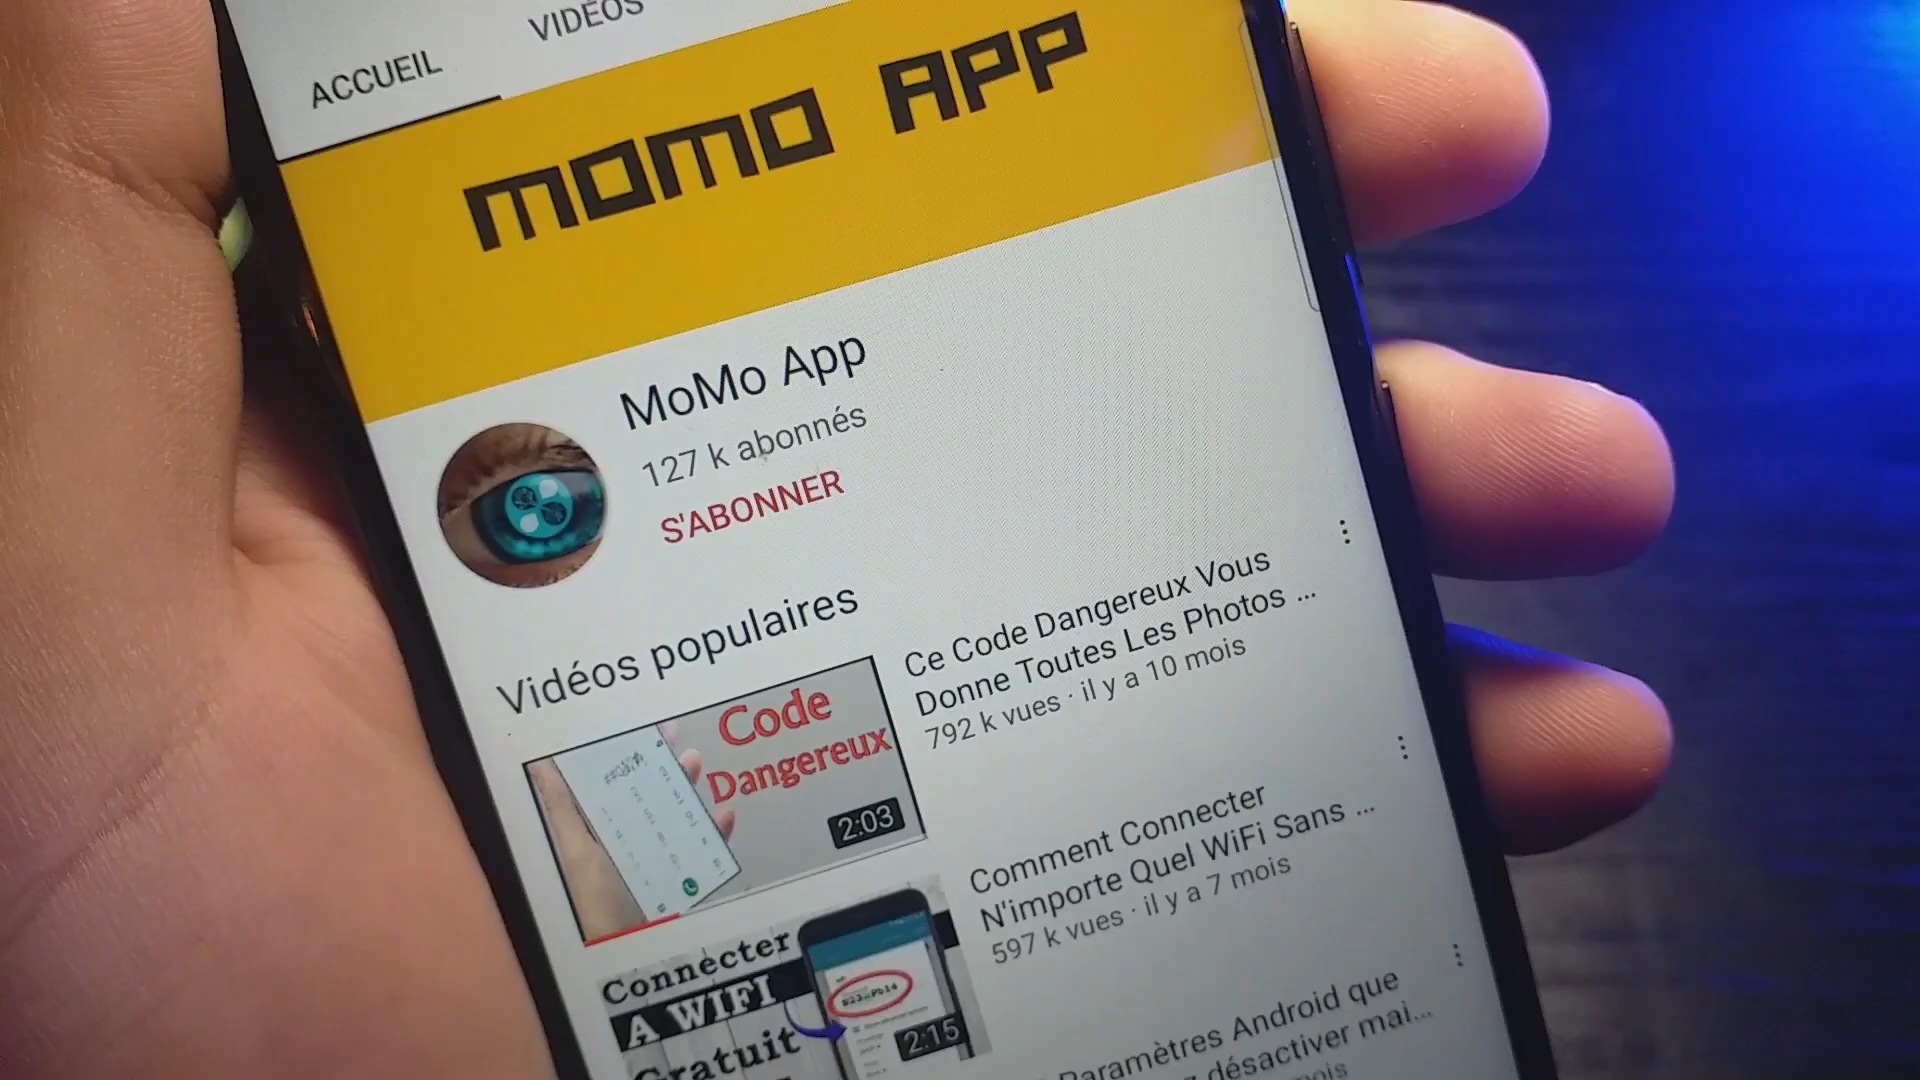 ACCUEIL
VIDÉOS
MOMO APP
MoMo App
127 k abonnés
S'ABONNER
Vidéos populaires
Code
Dangereux
2:03
Ce Code Dangereux Vous
Donne Toutes Les Photos ...
792 k vues · il y a 10 mois
Connecter
A WIFI
Gratuit
2:15
Comment Connecter
N'importe Quel WiFi Sans ...
597 k vues · il y a 7 mois
Paramètres Android que
désactiver mai...
mois